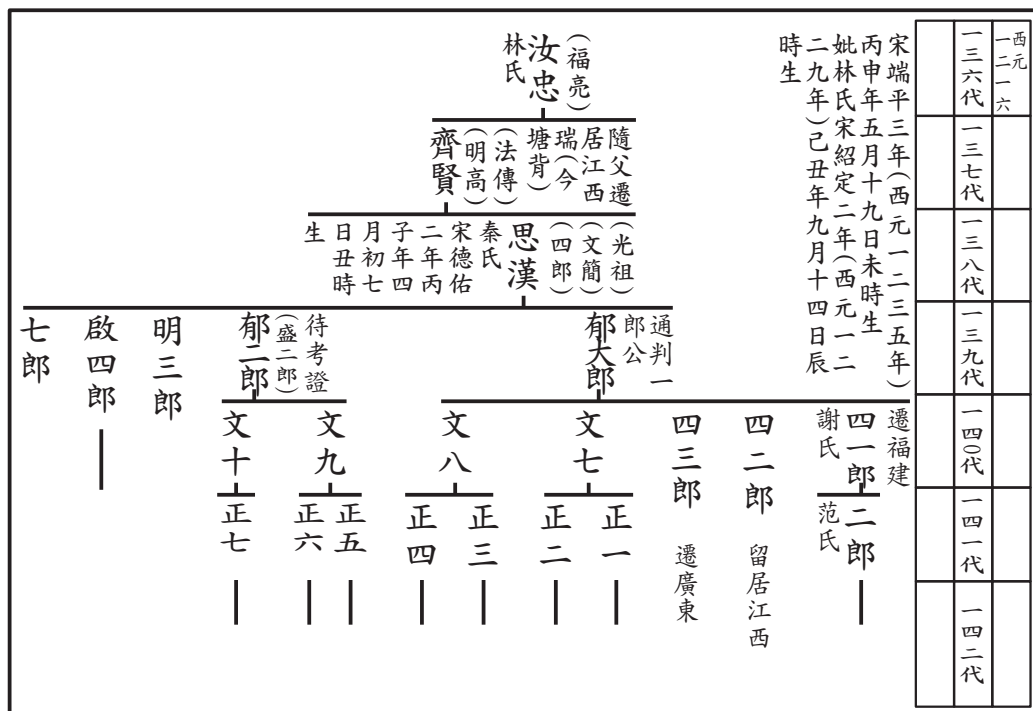 西元
一二一六
一三六代
一三七代
一三八代
一三九代
一四○代
一四一代
一四二代
宋端平三年(西元一二三五年)
丙申年五月十九日未時生
妣林氏宋紹定二年(西元一二
二九年)己丑年九月十四日辰
時生
(福亮)
汝忠
林氏
隨父遷
居江西
瑞(今
塘背)
(法傳)
(明高)
齊賢
(光祖)
(文簡)
(四郎)
思漢
秦氏
宋德佑
二年丙
子年四
月初七
日丑時
生
通判一
郎公
郁大郎
待考證
(盛二郎)
郁二郎
明三郎
啟四郎
七郎
遷福建
四一郎
謝氏
四二郎
留居江西
四三郎
遷廣東
文七
文八
文九
文十
二郎
范氏
正一
正二
正三
正四
正五
正六
正七